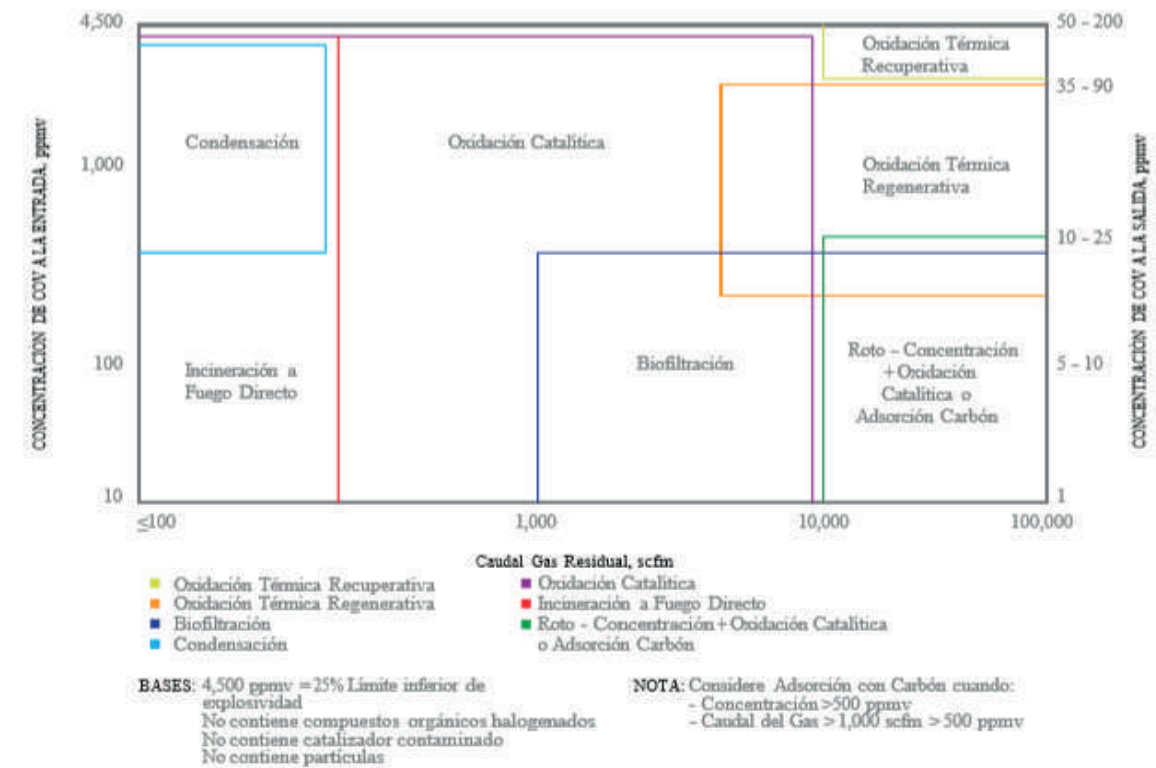 4,500
50 - 200
Oxidación Térmica
Recuperativa
35 - 90
Condensación
Oxidación Catalítica
1,000
Oxidación Térmica
Regenerativa
CONCENTRACION DE COV A LA ENTRADA, ppmv
CONCENTRACIÓN DE COV A LA SALIDA, ppmv
10 - 25
Incineración a
Fuego Directo
100
Biofiltración
Roto - Concentración
+Oxidación
Catalítica o
Adsorción Carbón
5 - 10
10
1
≤100
1,000
10,000
100,000
Caudal Gas Residual, scfm
Oxidación Térmica Recuperativa
Oxidación Térmica Regenerativa
Biofiltración
Condensación
Oxidación Catalítica
Incineración a Fuego Directo
Roto - Concentración+Oxidación Catalítica
o Adsorción Carbón
BASES: 4,500 ppmv =25% Límite inferior de
explosividad
No contiene compuestos orgánicos halogenados
No contiene catalizador contaminado
No contiene partículas
NOTA: Considere Adsorción con Carbón cuando:
- Concentración >500 ppmv
- Caudal del Gas >1,000 scfm >500 ppmv